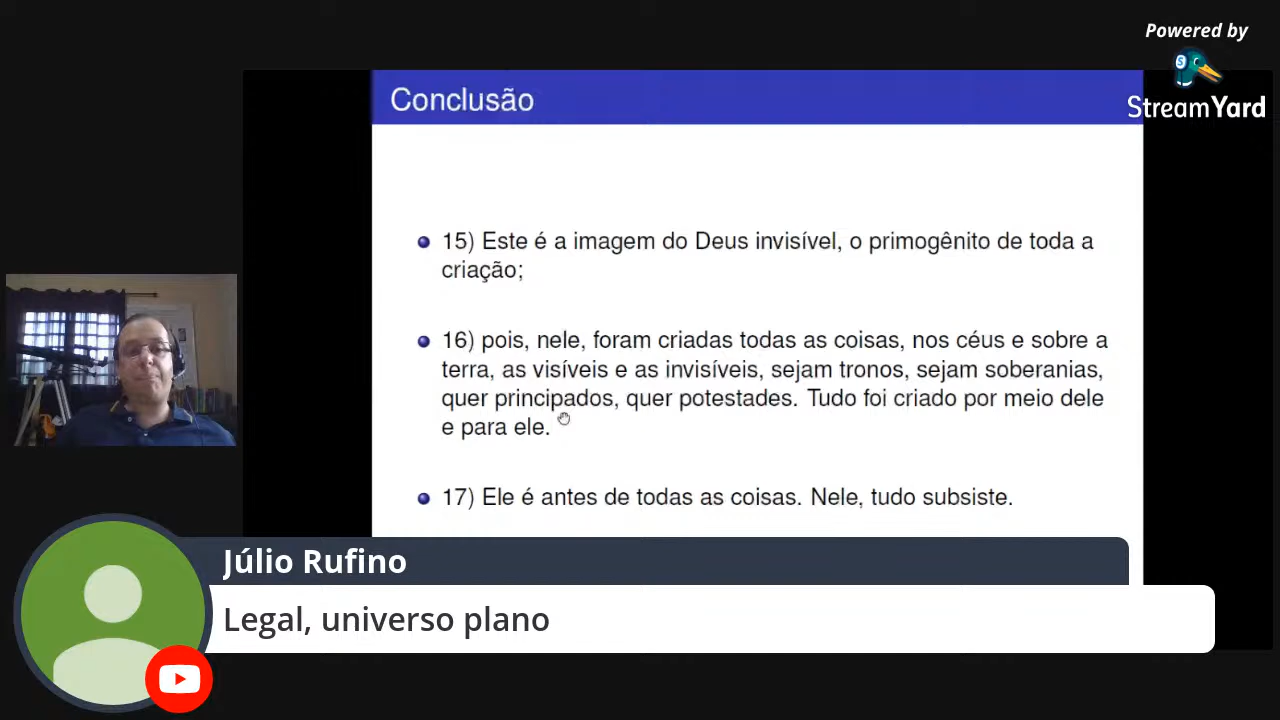 Powered by
StreamYard
Conclusão
15) Este é a imagem do Deus invisível, o primogênito de toda a
criação;
16) pois, nele, foram criadas todas as coisas, nos céus e sobre a
terra, as visíveis e as invisíveis, sejam tronos, sejam soberanias,
quer principados, quer potestades. Tudo foi criado por meio dele
e para ele.
17) Ele é antes de todas as coisas. Nele, tudo subsiste.
Júlio Rufino
Legal, universo plano